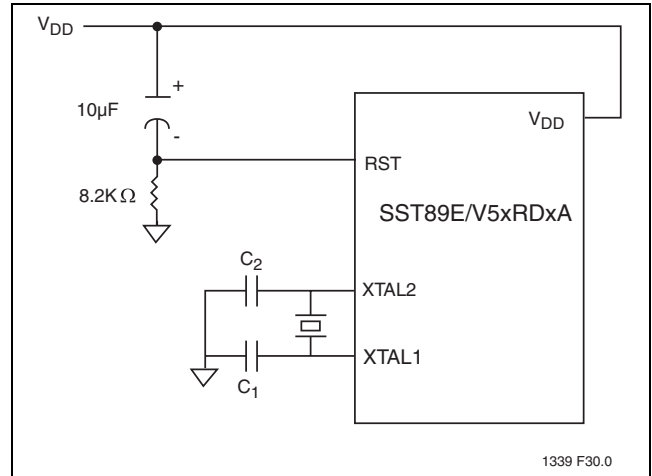 VDD
+
10µF
-
8.2KΩ
VDD
RST
SST89E/V5xRDxA
C2
XTAL2
XTAL1
C1
1339 F30.0